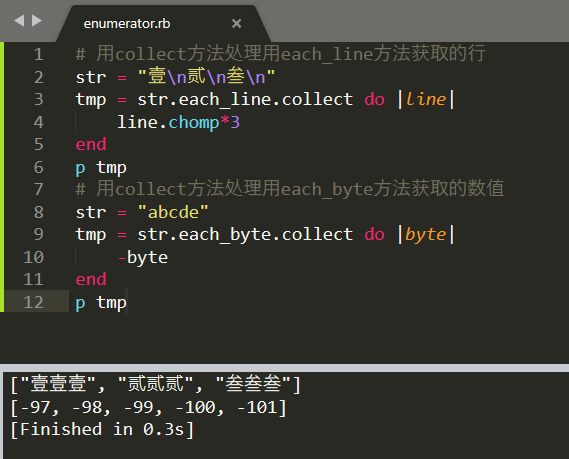 enumerator.rb
1 # 用collect方法处理用each_line方法获取的行
2 str = "壹\n贰\n叁\n"
3 tmp = str.each_line.collect do |line|
4     line.chomp*3
5 end
6 p tmp
7 # 用collect方法处理用each_byte方法获取的数值
8 str = "abcde"
9 tmp = str.each_byte.collect do |byte|
10     -byte
11 end
12 p tmp
["壹壹壹", "贰贰贰", "叁叁叁"]
[-97, -98, -99, -100, -101]
[Finished in 0.3s]